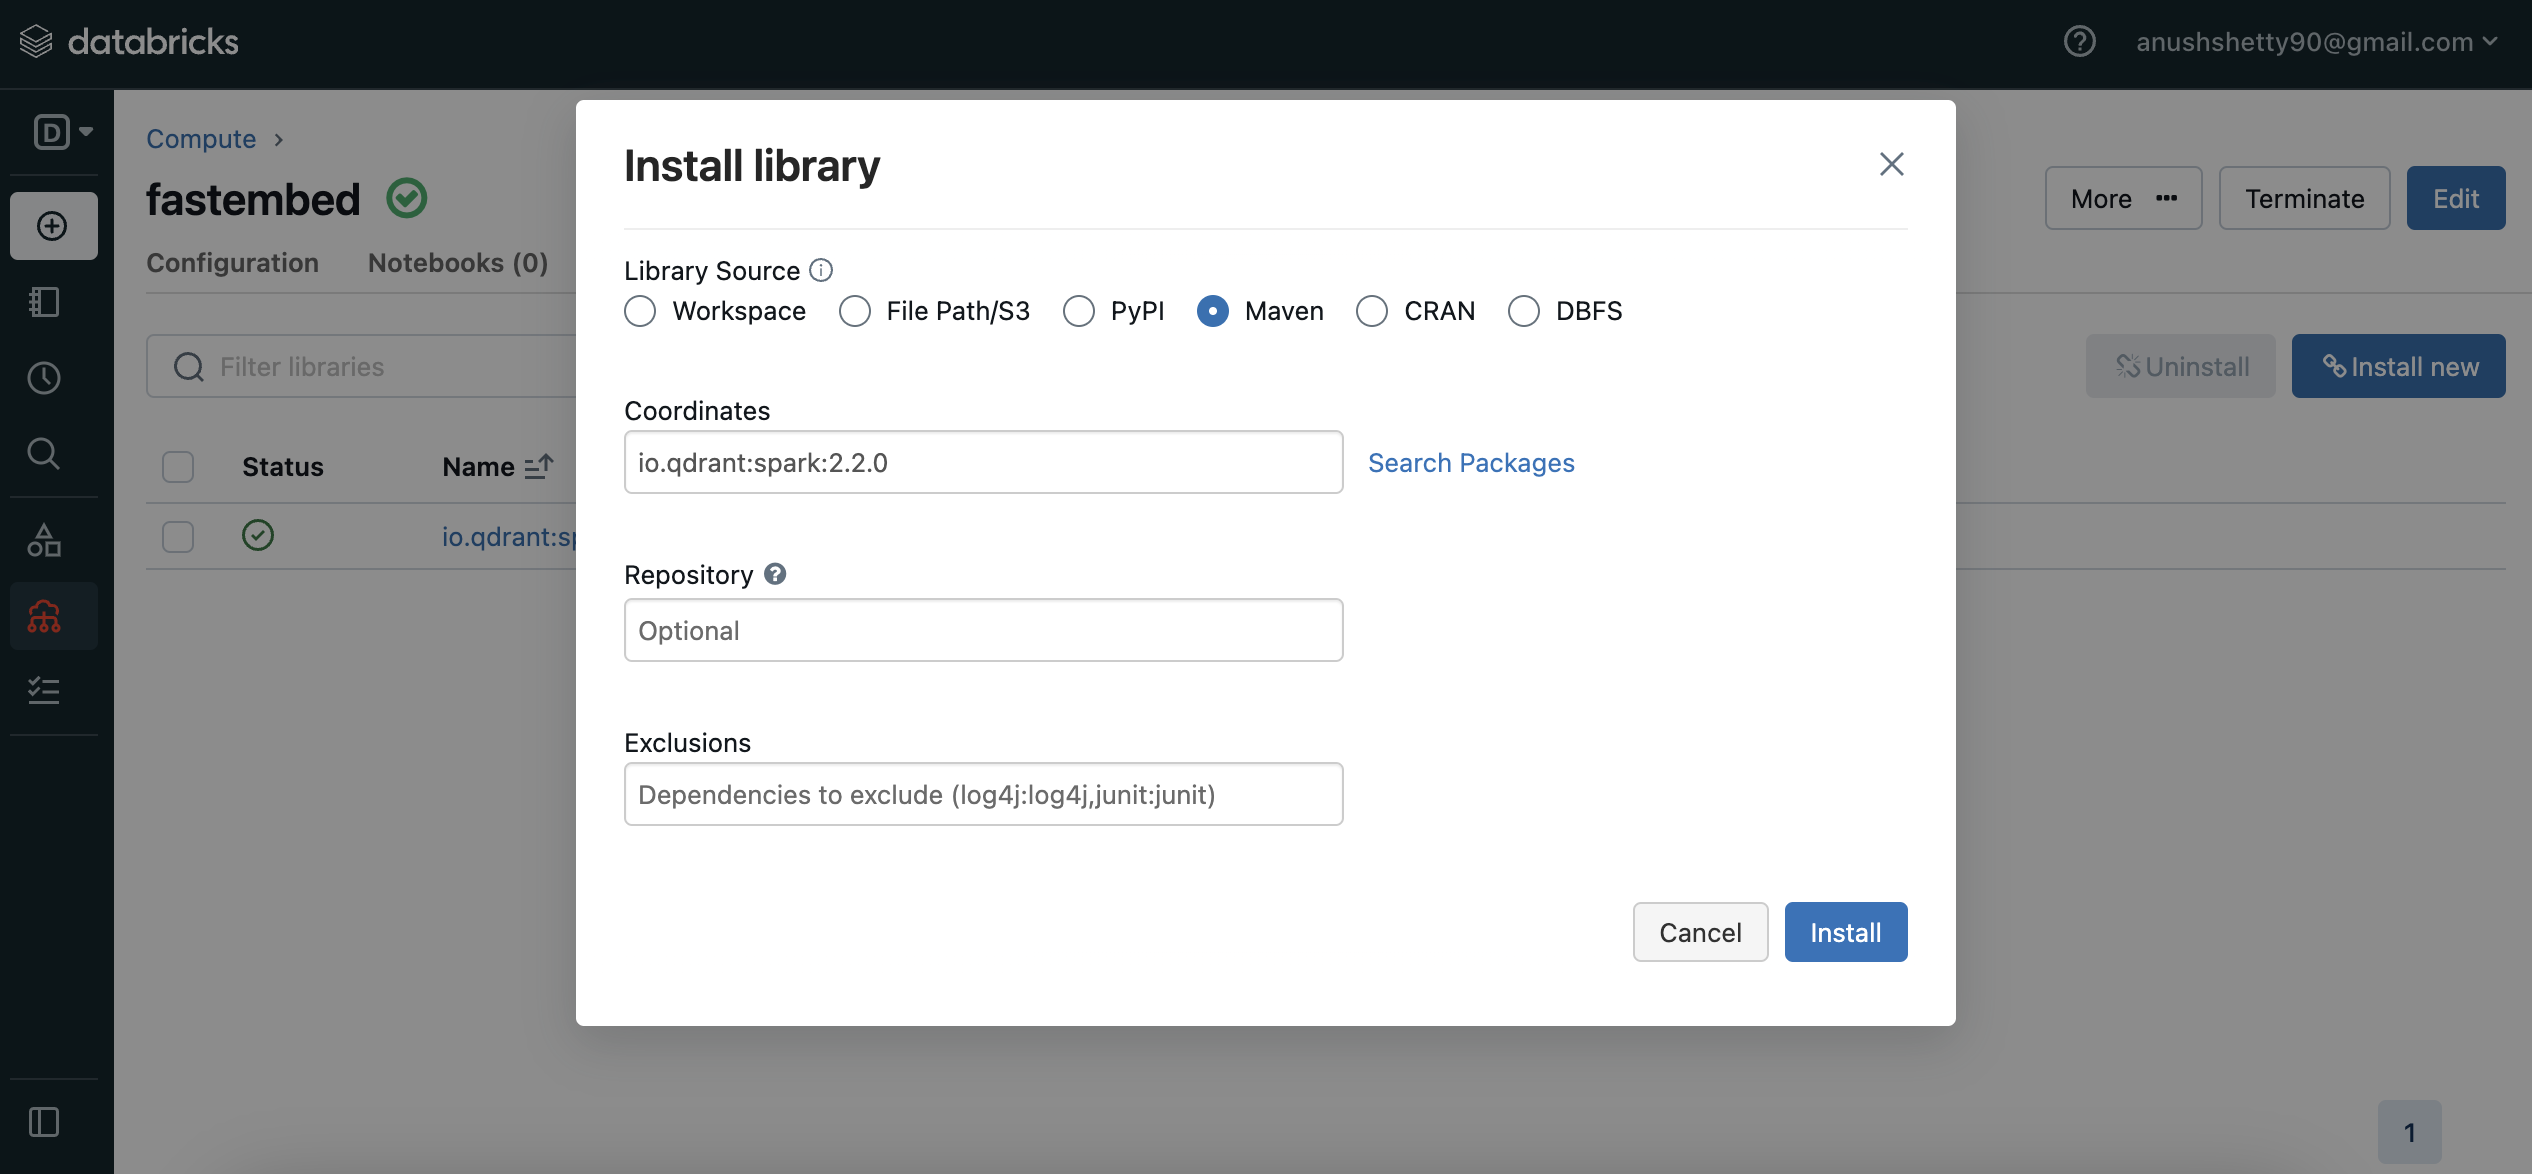 databricks
anushshetty90@gmail.com
D
Compute
fastembed
More
Terminate
Edit
Configuration
Notebooks (0)
Filter libraries
Uninstall
Install new
Status
Name
io.qdrant:sp
Install library
Library Source
Workspace
File Path/S3
PyPI
Maven
CRAN
DBFS
Coordinates
io.qdrant:spark:2.2.0
Search Packages
Repository
Optional
Exclusions
Dependencies to exclude (log4j:log4j,junit:junit)
Cancel
Install
1